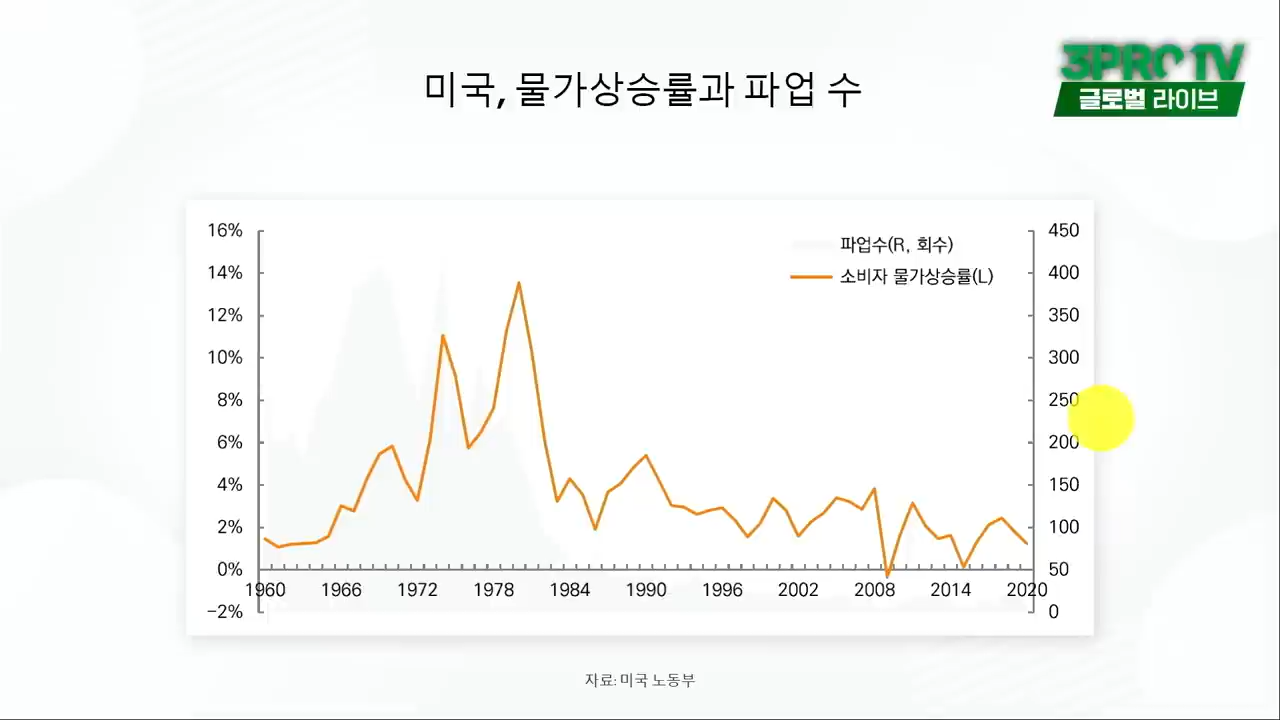 3PRO TV
글로벌 라이브
미국, 물가상승률과 파업 수
파업수(R, 회수)
소비자 물가상승률(L)
16%
14%
12%
10%
8%
6%
4%
2%
0%
-2%
450
400
350
300
250
200
150
100
50
0
1960 1966 1972 1978 1984 1990 1996 2002 2008 2014 2020
자료: 미국 노동부